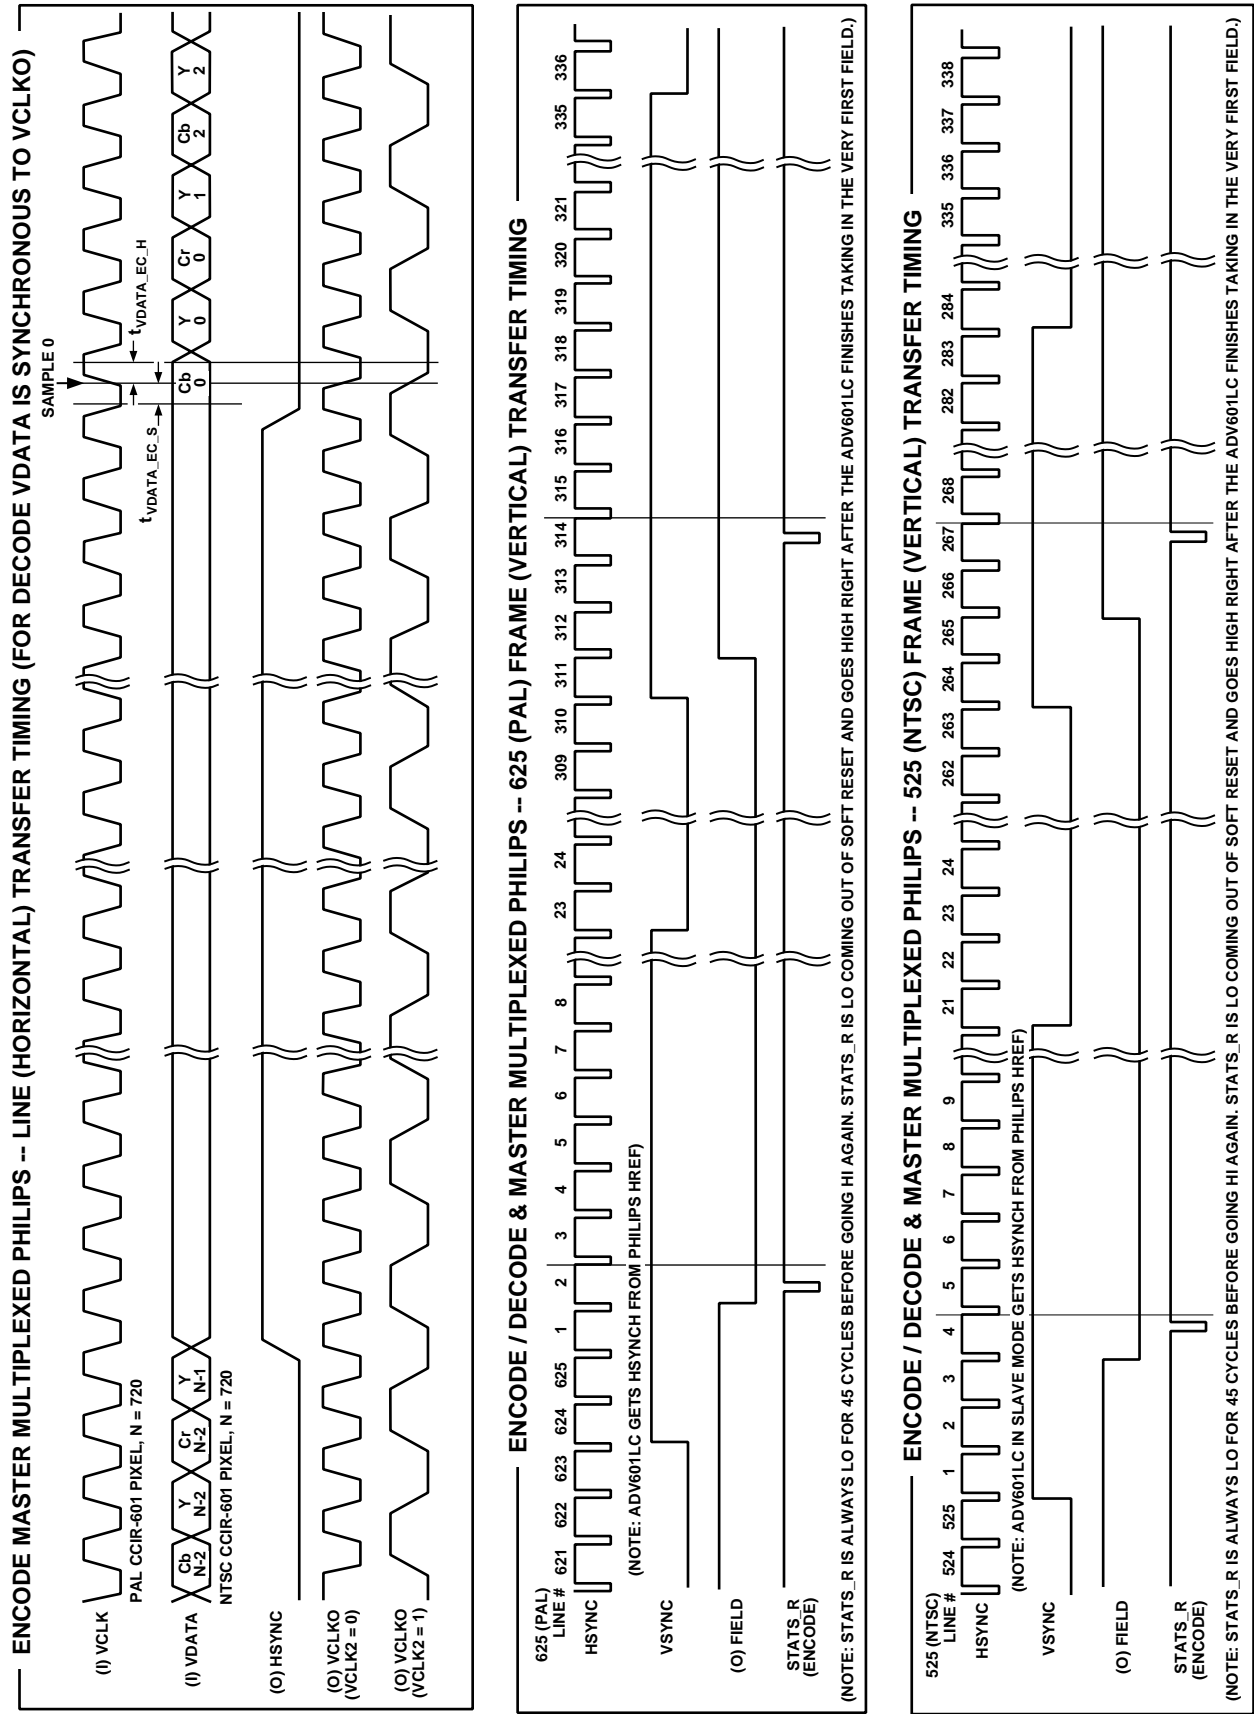 ENCODE MASTER MULTIPLEXED PHILIPS -- LINE (HORIZONTAL) TRANSFER TIMING (FOR DECODE VDATA IS SYNCHRONOUS TO VCLKO)
SAMPLE 0
(I) VCLK
PAL CCIR-601 PIXEL, N = 720
tVDATA_EC_S
tVDATA_EC_H
(I) VDATA
Cb N-2
Y N-2
Cr N-2
Y N-1
Cb 0
Y 0
Cr 0
Y 1
Cb 2
Y 2
NTSC CCIR-601 PIXEL, N = 720
(O) HSYNC
(O) VCLKO
(VCLK2 = 0)
(O) VCLKO
(VCLK2 = 1)
ENCODE / DECODE & MASTER MULTIPLEXED PHILIPS -- 625 (PAL) FRAME (VERTICAL) TRANSFER TIMING
625 (PAL)
LINE # 621 622 623 624 625 1 2 3 4 5 6 7 8 23 24 309 310 311 312 313 314 315 316 317 318 319 320 321 335 336
HSYNC
(NOTE: ADV601LC GETS HSYNCH FROM PHILIPS HREF)
VSYNC
(O) FIELD
STATS_R
(ENCODE)
(NOTE: STATS_R IS ALWAYS LO FOR 45 CYCLES BEFORE GOING HI AGAIN. STATS_R IS LO COMING OUT OF SOFT RESET AND GOES HIGH RIGHT AFTER THE ADV601LC FINISHES TAKING IN THE VERY FIRST FIELD.)
ENCODE / DECODE & MASTER MULTIPLEXED PHILIPS -- 525 (NTSC) FRAME (VERTICAL) TRANSFER TIMING
525 (NTSC)
LINE # 524 525 1 2 3 4 5 6 7 8 9 21 22 23 24 262 263 264 265 266 267 268 282 283 284 335 336 337 338
HSYNC
(NOTE: ADV601LC IN SLAVE MODE GETS HSYNCH FROM PHILIPS HREF)
VSYNC
(O) FIELD
STATS_R
(ENCODE)
(NOTE: STATS_R IS ALWAYS LO FOR 45 CYCLES BEFORE GOING HI AGAIN. STATS_R IS LO COMING OUT OF SOFT RESET AND GOES HIGH RIGHT AFTER THE ADV601LC FINISHES TAKING IN THE VERY FIRST FIELD.)